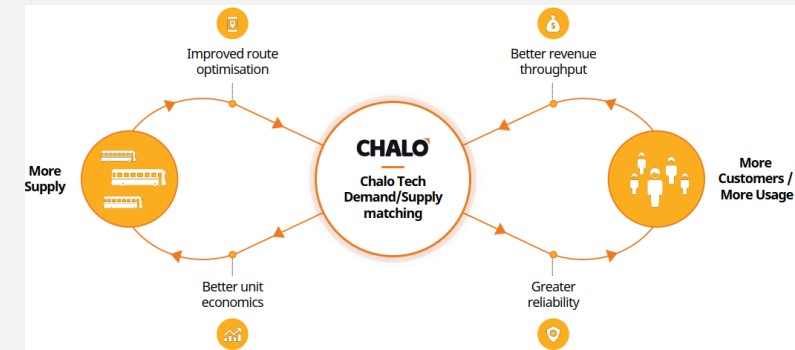 Improved route
optimisation
Better revenue
throughput
CHALO
Chalo Tech
Demand/Supply
matching
More
Supply
More
Customers /
More Usage
Better unit
economics
Greater
reliability